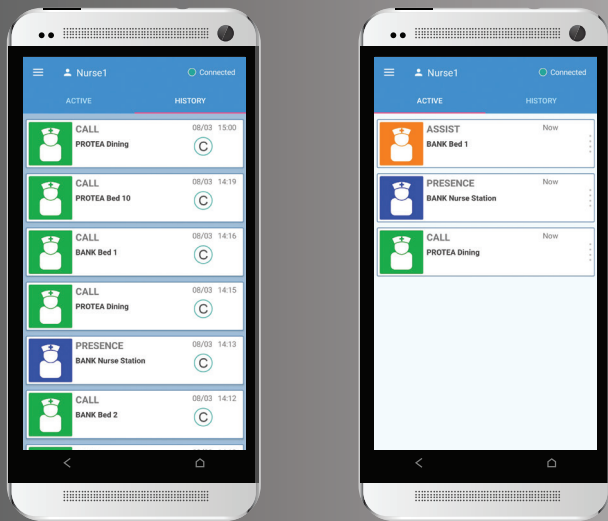 Nurse1
Connected
ACTIVE
HISTORY
CALL
08/03 15:00
PROTEA Dining
C
CALL
08/03 14:19
PROTEA Bed 10
C
CALL
08/03 14:16
BANK Bed 1
C
CALL
08/03 14:15
PROTEA Dining
C
PRESENCE
08/03 14:13
BANK Nurse Station
C
CALL
08/03 14:12
BANK Bed 2
C
Nurse1
Connected
ACTIVE
HISTORY
ASSIST
Now
BANK Bed 1
PRESENCE
Now
BANK Nurse Station
CALL
Now
PROTEA Dining